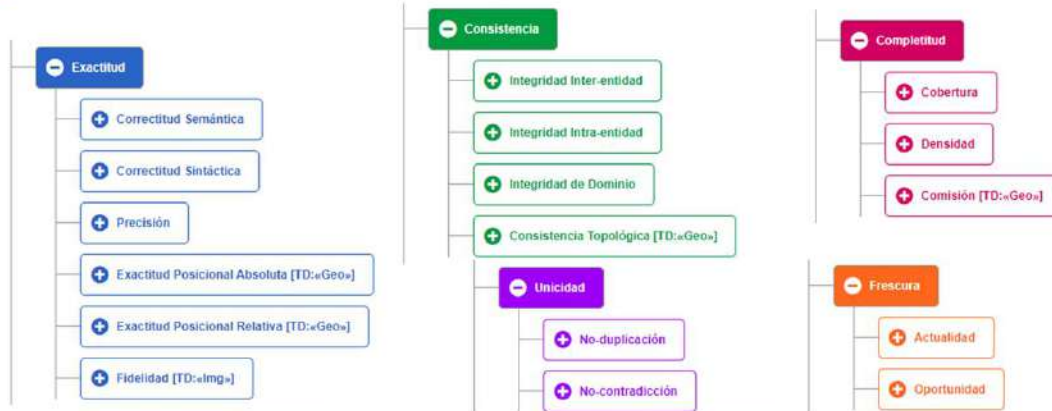 Exactitud
Correctitud Semántica
Correctitud Sintáctica
Precisión
Exactitud Posicional Absoluta [TD:«Geo»]
Exactitud Posicional Relativa [TD:«Geo»]
Fidelidad [TD:«Img»]
Consistencia
Integridad Inter-entidad
Integridad Intra-entidad
Integridad de Dominio
Consistencia Topológica [TD:«Geo»]
Unicidad
No-duplicación
No-contradicción
Completitud
Cobertura
Densidad
Comisión [TD:«Geo»]
Frescura
Actualidad
Oportunidad